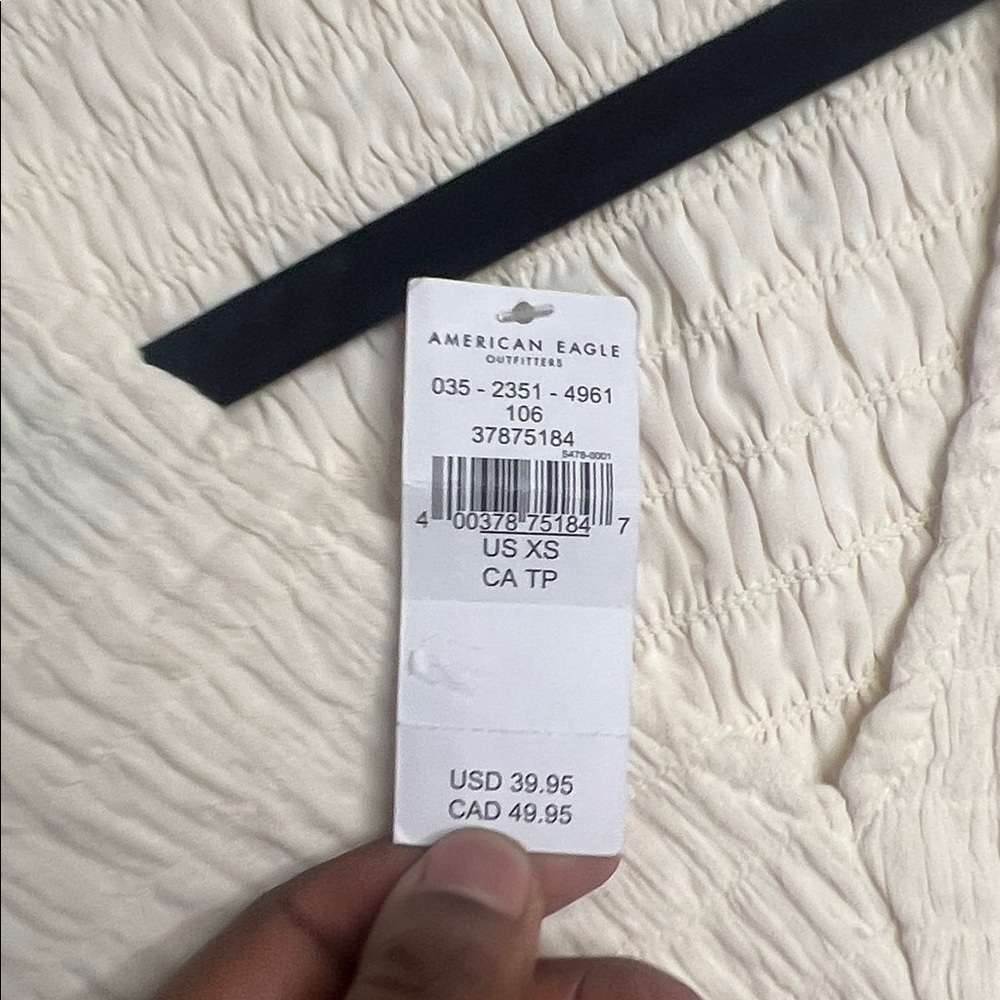 AMERICAN EAGLE
OUTFITTERS
035 - 2351 - 4961
106
37875184
S478-0001
4 00378 75184 7
US XS
CA TP
USD 39.95
CAD 49.95